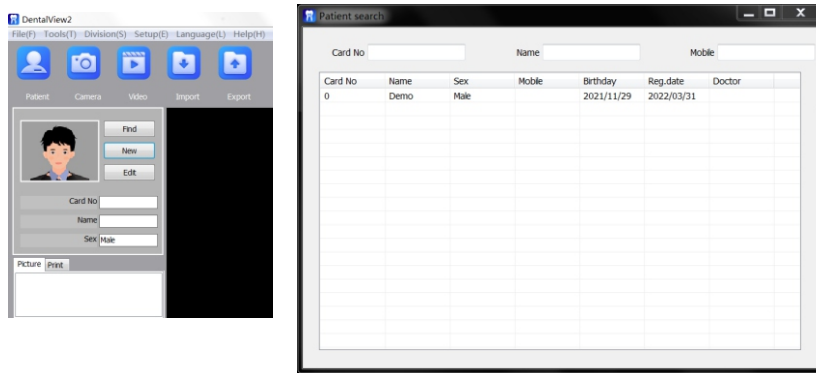 DentalView2
File(F) Tools(T) Division(S) Setup(E) Language(L) Help(H)
Patient Camera Video Import Export
Find
New
Edit
Card No
Name
Sex Male
Picture Print
Patient search
Card No Name Mobile
Card No Name Sex Mobile Birthday Reg.date Doctor
0 Demo Male 2021/11/29 2022/03/31